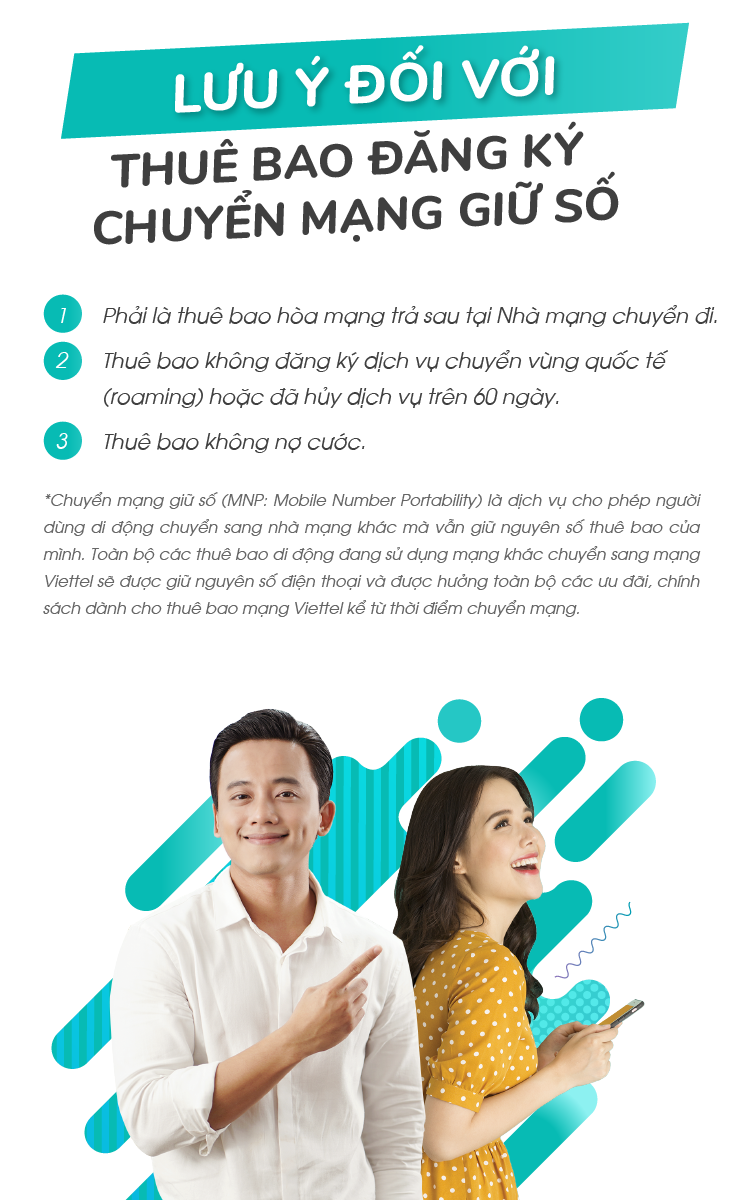 LƯU Ý ĐỐI VỚI
THUÊ BAO ĐĂNG KÝ
CHUYỂN MẠNG GIỮ SỐ
1 Phải là thuê bao hòa mạng trả sau tại Nhà mạng chuyển đi.
2 Thuê bao không đăng ký dịch vụ chuyển vùng quốc tế
(roaming) hoặc đã hủy dịch vụ trên 60 ngày.
3 Thuê bao không nợ cước.
*Chuyển mạng giữ số (MNP: Mobile Number Portability) là dịch vụ cho phép người
dùng di động chuyển sang nhà mạng khác mà vẫn giữ nguyên số thuê bao của
mình. Toàn bộ các thuê bao di động đang sử dụng mạng khác chuyển sang mạng
Viettel sẽ được giữ nguyên số điện thoại và được hưởng toàn bộ các ưu đãi, chính
sách dành cho thuê bao mạng Viettel kể từ thời điểm chuyển mạng.